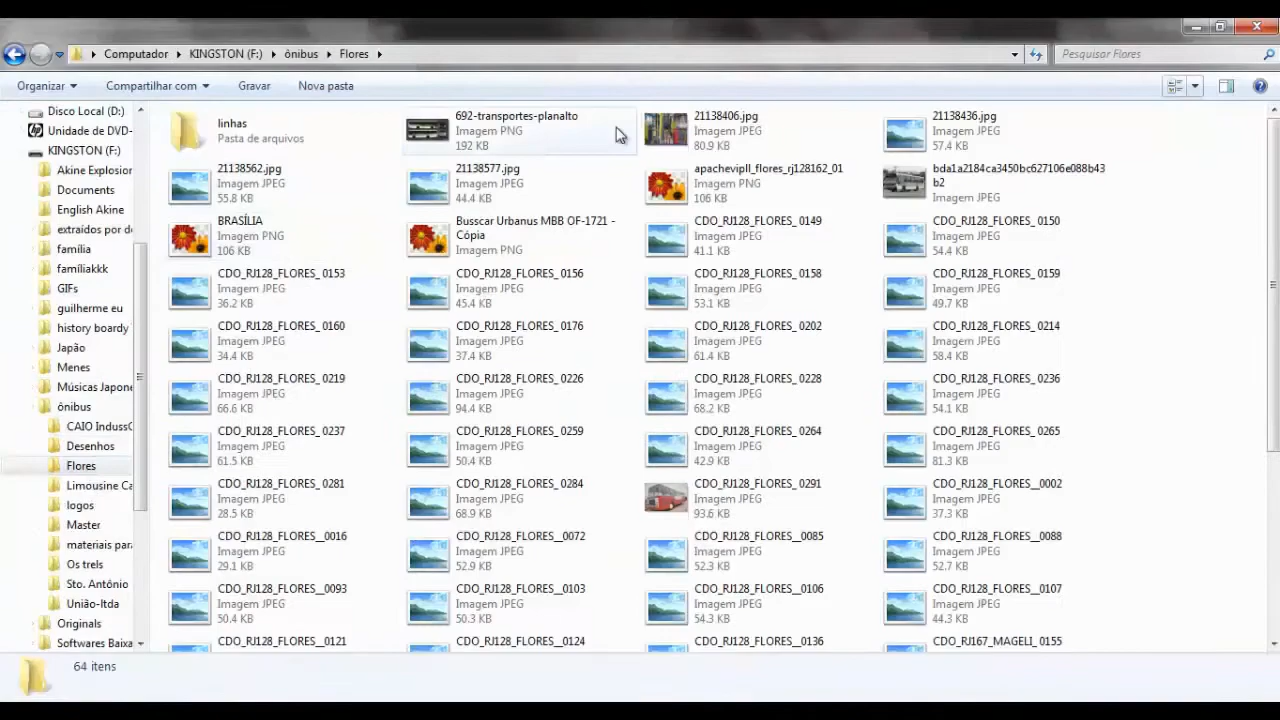 Computador KINGSTON (F:) ônibus Flores
Pesquisar Flores
Organizar Compartilhar com Gravar Nova pasta
Disco Local (D:)
Unidade de DVD-
KINGSTON (F:)
Akine Explosior
Documents
English Akine
extraídos por d
família
famíliakkk
GIFs
guilherme eu
history boardy
Japão
Menes
Músicas Japone
ônibus
CAIO Induss
Desenhos
Flores
Limousine Ca
logos
Master
materiais par
Os trels
Sto. Antônio
União-ltda
Originals
Softwares Baixa
linhas
Pasta de arquivos
692-transportes-planalto
Imagem PNG
192 KB
21138406.jpg
Imagem JPEG
80.9 KB
21138436.jpg
Imagem JPEG
57.4 KB
21138562.jpg
Imagem JPEG
55.8 KB
21138577.jpg
Imagem JPEG
44.4 KB
apachevipII_flores_rj128162_01
Imagem PNG
106 KB
bda1a2184ca3450bc627106e088b43
b2
Imagem JPEG
BRASÍLIA
Imagem PNG
106 KB
Busscar Urbanus MBB OF-1721 -
Cópia
Imagem PNG
CDO_RJ128_FLORES_0149
Imagem JPEG
41.1 KB
CDO_RJ128_FLORES_0150
Imagem JPEG
54.4 KB
CDO_RJ128_FLORES_0153
Imagem JPEG
36.2 KB
CDO_RJ128_FLORES_0156
Imagem JPEG
45.4 KB
CDO_RJ128_FLORES_0158
Imagem JPEG
53.1 KB
CDO_RJ128_FLORES_0159
Imagem JPEG
49.7 KB
CDO_RJ128_FLORES_0160
Imagem JPEG
34.4 KB
CDO_RJ128_FLORES_0176
Imagem JPEG
37.4 KB
CDO_RJ128_FLORES_0202
Imagem JPEG
61.4 KB
CDO_RJ128_FLORES_0214
Imagem JPEG
58.4 KB
CDO_RJ128_FLORES_0219
Imagem JPEG
66.6 KB
CDO_RJ128_FLORES_0226
Imagem JPEG
94.4 KB
CDO_RJ128_FLORES_0228
Imagem JPEG
68.2 KB
CDO_RJ128_FLORES_0236
Imagem JPEG
54.1 KB
CDO_RJ128_FLORES_0237
Imagem JPEG
61.5 KB
CDO_RJ128_FLORES_0259
Imagem JPEG
50.4 KB
CDO_RJ128_FLORES_0264
Imagem JPEG
42.9 KB
CDO_RJ128_FLORES_0265
Imagem JPEG
81.3 KB
CDO_RJ128_FLORES_0281
Imagem JPEG
28.5 KB
CDO_RJ128_FLORES_0284
Imagem JPEG
68.9 KB
CDO_RJ128_FLORES_0291
Imagem JPEG
93.6 KB
CDO_RJ128_FLORES__0002
Imagem JPEG
37.3 KB
CDO_RJ128_FLORES__0016
Imagem JPEG
29.1 KB
CDO_RJ128_FLORES__0072
Imagem JPEG
52.9 KB
CDO_RJ128_FLORES__0085
Imagem JPEG
52.3 KB
CDO_RJ128_FLORES__0088
Imagem JPEG
52.7 KB
CDO_RJ128_FLORES__0093
Imagem JPEG
50.4 KB
CDO_RJ128_FLORES__0103
Imagem JPEG
50.3 KB
CDO_RJ128_FLORES__0106
Imagem JPEG
54.3 KB
CDO_RJ128_FLORES__0107
Imagem JPEG
44.3 KB
CDO_RJ128_FLORES__0121
CDO_RJ128_FLORES__0124
CDO_RJ128_FLORES__0136
CDO_RJ167_MAGELI_0155
64 itens